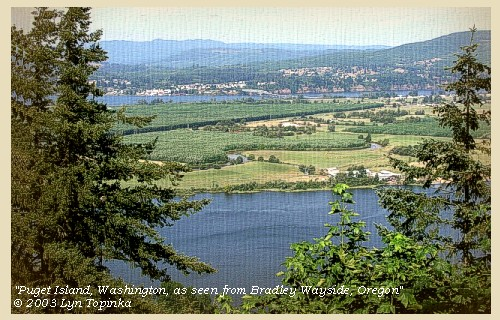 "Puget Island, Washington, as seen from Bradley Wayside, Oregon"
© 2003 Lyn Topinka